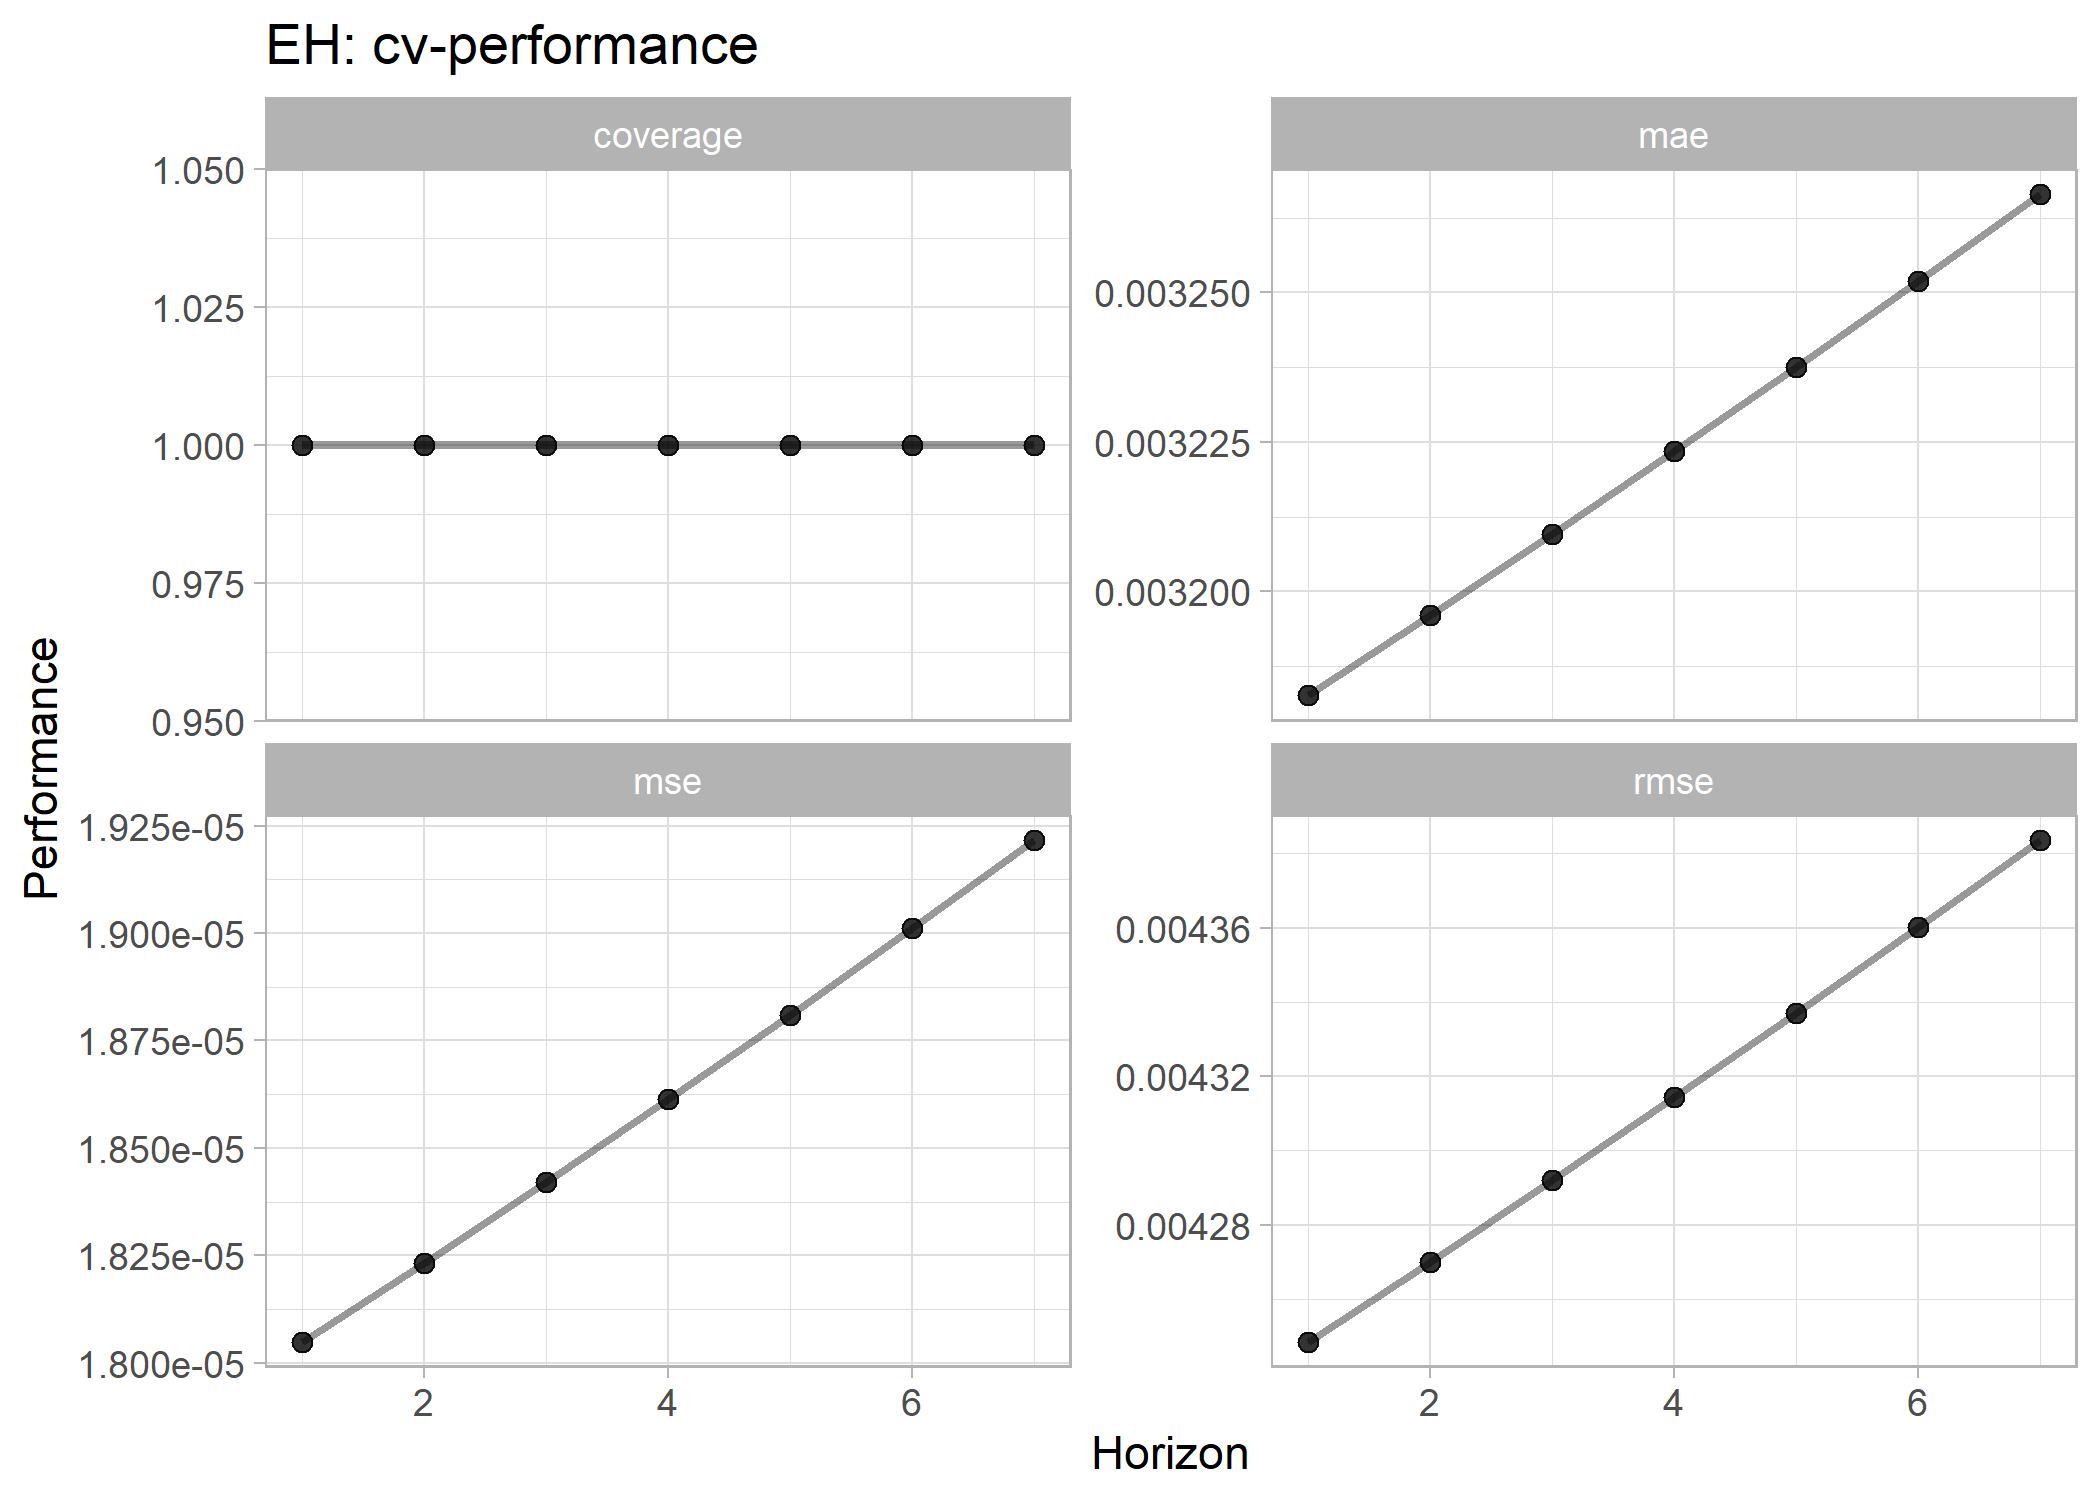 EH: cv-performance
coverage
mae
1.050
1.025
1.000
0.975
0.950
0.003250
0.003225
0.003200
mse
rmse
1.925e-05
1.900e-05
1.875e-05
1.850e-05
1.825e-05
1.800e-05
0.00436
0.00432
0.00428
2
4
6
2
4
6
Horizon
Performance